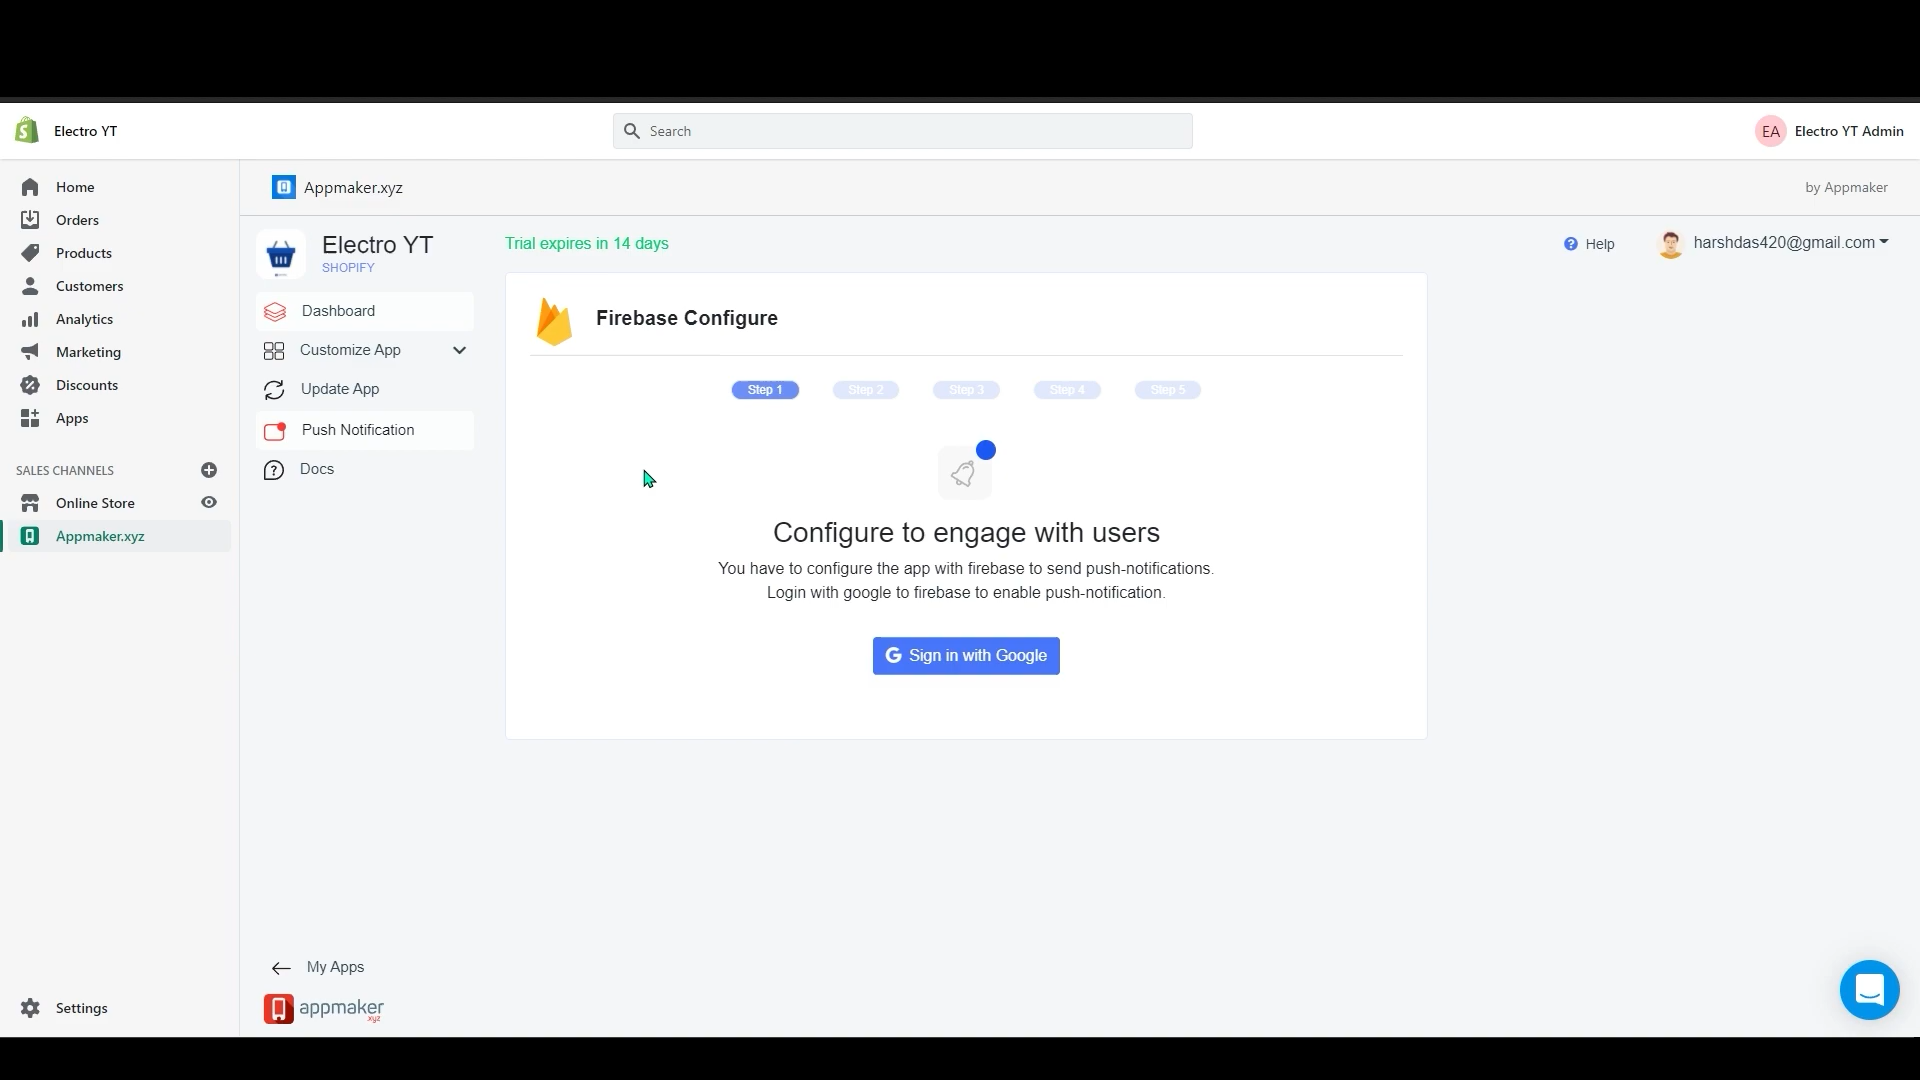 Electro YT
Search
EA Electro YT Admin
Home
Orders
Products
Customers
Analytics
Marketing
Discounts
Apps
SALES CHANNELS
Online Store
Appmaker.xyz
Settings
Appmaker.xyz
by Appmaker
Electro YT
SHOPIFY
Dashboard
Customize App
Update App
Push Notification
Docs
My Apps
appmaker
.xyz
Trial expires in 14 days
Help
harshdas420@gmail.com
Firebase Configure
Step 1 Step 2 Step 3 Step 4 Step 5
Configure to engage with users
You have to configure the app with firebase to send push-notifications.
Login with google to firebase to enable push-notification.
G Sign in with Google